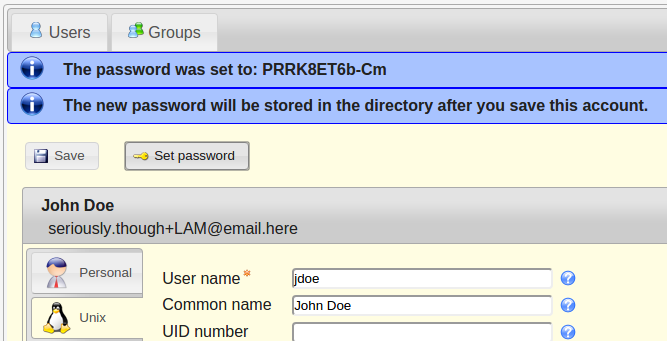 Users Groups
The password was set to: PRRK8ET6b-Cm
The new password will be stored in the directory after you save this account.
Save Set password
John Doe
seriously.though+LAM@email.here
Personal
User name* jdoe
Common name John Doe
Unix
UID number